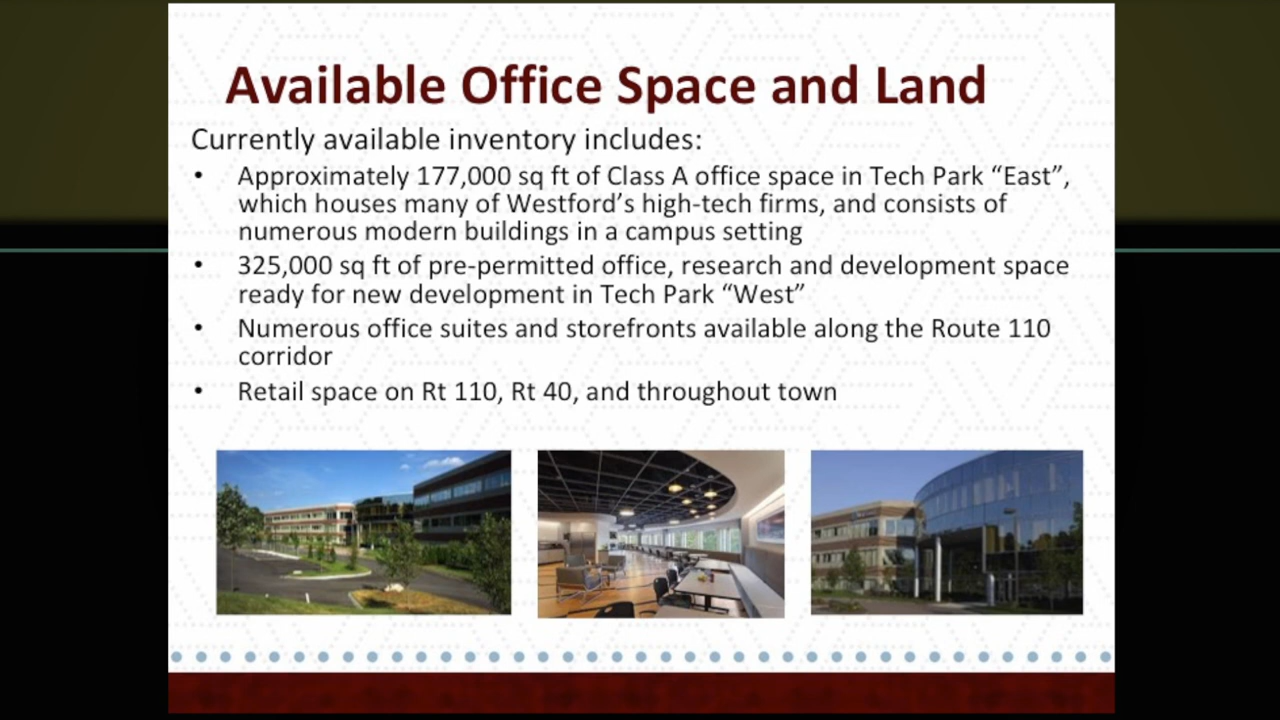 Available Office Space and Land
Currently available inventory includes:
• Approximately 177,000 sq ft of Class A office space in Tech Park “East”,
which houses many of Westford’s high-tech firms, and consists of
numerous modern buildings in a campus setting
• 325,000 sq ft of pre-permitted office, research and development space
ready for new development in Tech Park “West”
• Numerous office suites and storefronts available along the Route 110
corridor
• Retail space on Rt 110, Rt 40, and throughout town